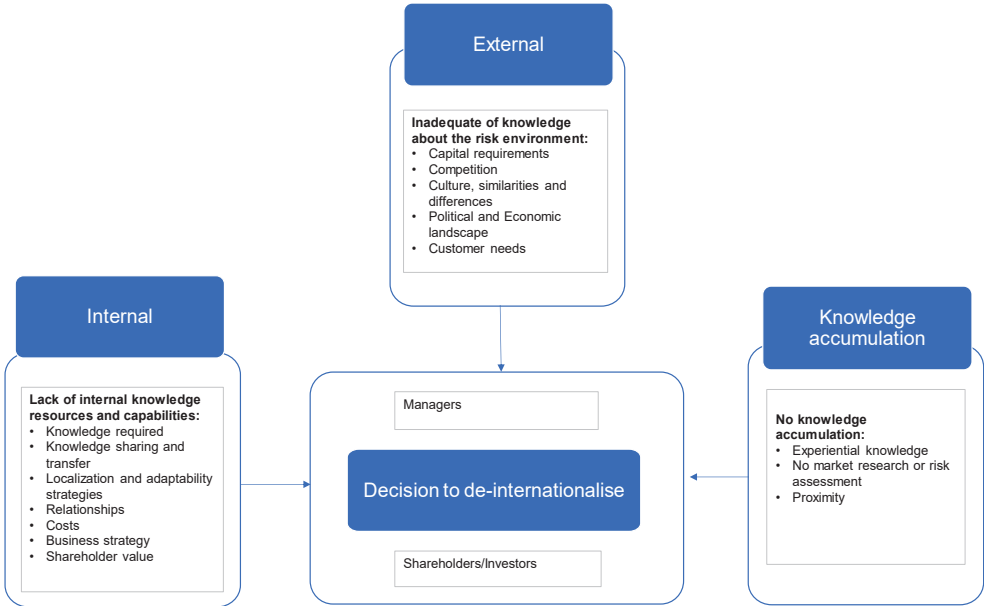 External
Inadequate of knowledge
about the risk environment:
• Capital requirements
• Competition
• Culture, similarities and
differences
• Political and Economic
landscape
• Customer needs
Internal
Lack of internal knowledge
resources and capabilities:
• Knowledge required
• Knowledge sharing and
transfer
• Localization and adaptability
strategies
• Relationships
• Costs
• Business strategy
• Shareholder value
Managers
Decision to de-internationalise
Shareholders/Investors
Knowledge
accumulation
No knowledge
accumulation:
• Experiential knowledge
• No market research or risk
assessment
• Proximity